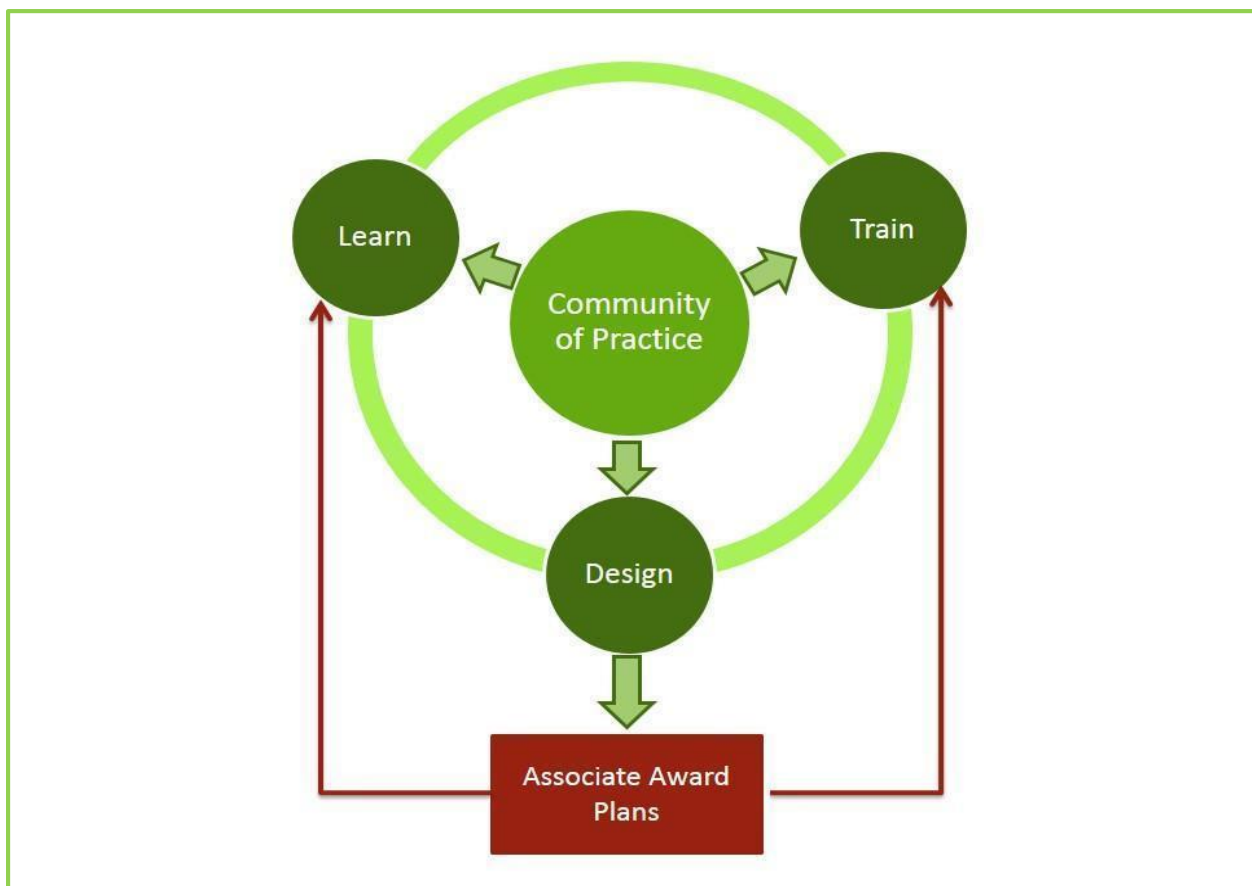 Learn
Train
Community
of Practice
Design
Associate Award
Plans